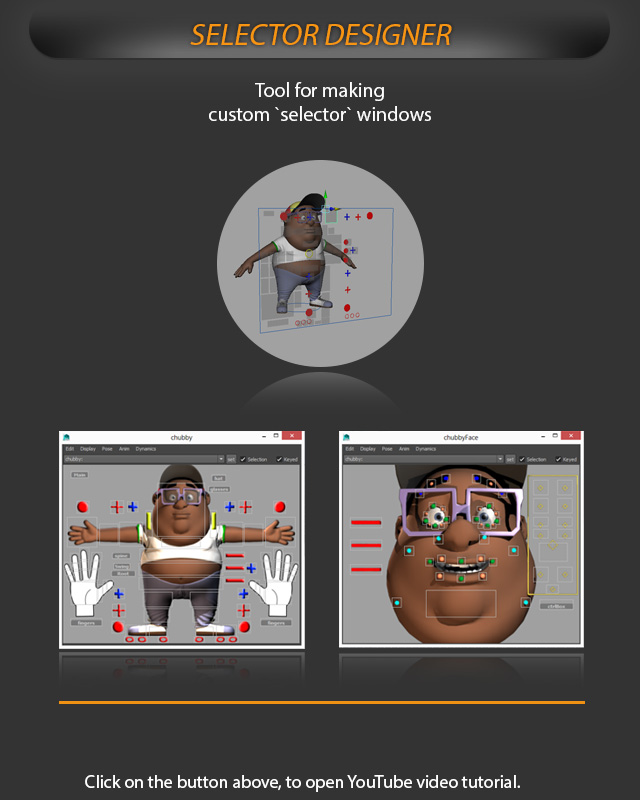 SELECTOR DESIGNER
Tool for making
custom `selector` windows
chubby
Edit Display Pose Anim Dynamics
chubby: set Selection Keyed
chubbyFace
Edit Display Pose Anim Dynamics
chubby: set Selection Keyed
Click on the button above, to open YouTube video tutorial.